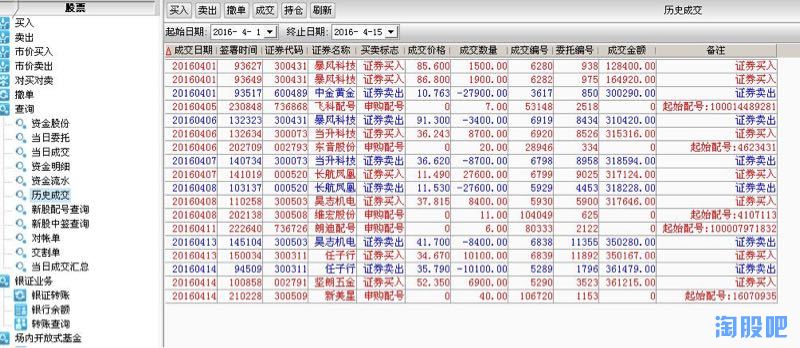 股票
买入
卖出
市价买入
市价卖出
对买对卖
撤单
查询
资金股份
当日委托
当日成交
资金明细
资金流水
历史成交
新股配号查询
新股中签查询
对帐单
交割单
当日成交汇总
银证业务
银证转账
银行余额
转账查询
场内开放式基金
买入 卖出 撤单 成交 持仓 刷新 历史成交
起始日期: 2016- 4- 1 终止日期: 2016- 4-15
成交日期 签署时间 证券代码 证券名称 买卖标志 成交价格 成交数量 成交编号 委托编号 成交金额 备注
20160401 93627 300431 暴风科技 证券买入 85.600 1500.00 6280 938 128400.00 证券买入
20160401 93649 300431 暴风科技 证券买入 86.800 1900.00 6282 975 164920.00 证券买入
20160401 93517 600489 中金黄金 证券卖出 10.763 -27900.00 3617 850 300290.00 证券卖出
20160405 230848 736868 飞科配号 申购配号 0 7.00 53148 2518 0 起始配号:100014489281
20160406 132323 300431 暴风科技 证券卖出 91.300 -3400.00 6919 8434 310420.00 证券卖出
20160406 132634 300073 当升科技 证券买入 36.243 8700.00 6920 8526 315316.00 证券买入
20160406 202709 002793 东音股份 申购配号 0 20.00 28946 334 0 起始配号:4623431
20160407 140734 300073 当升科技 证券卖出 36.620 -8700.00 6798 8958 318594.00 证券卖出
20160407 141019 000520 长航凤凰 证券买入 11.490 27600.00 6799 9025 317124.00 证券买入
20160408 103137 000520 长航凤凰 证券卖出 11.530 -27600.00 5929 4453 318228.00 证券卖出
20160408 110258 300503 昊志机电 证券买入 37.815 8400.00 5930 5900 317646.00 证券买入
20160408 202138 300508 维宏股份 申购配号 0 11.00 104049 625 0 起始配号:4107113
20160411 222640 736726 朗迪配号 申购配号 0 6.00 80333 2122 0 起始配号:100007971832
20160413 145104 300503 昊志机电 证券卖出 41.700 -8400.00 6838 11355 350280.00 证券卖出
20160413 150034 300311 任子行 证券买入 34.670 10100.00 6839 11892 350167.00 证券买入
20160414 94509 300311 任子行 证券卖出 35.790 -10100.00 5289 1796 361479.00 证券卖出
20160414 100858 002791 坚朗五金 证券买入 52.350 6900.00 5290 3523 361215.00 证券买入
20160414 210228 300509 新美星 申购配号 0 40.00 106720 1153 0 起始配号:16070935
淘股吧